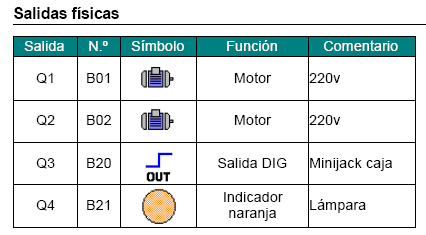 Salidas físicas
Salida N.º Símbolo Función Comentario
Q1 B01 Motor 220v
Q2 B02 Motor 220v
Q3 B20 OUT Salida DIG Minijack caja
Q4 B21 Indicador naranja Lámpara